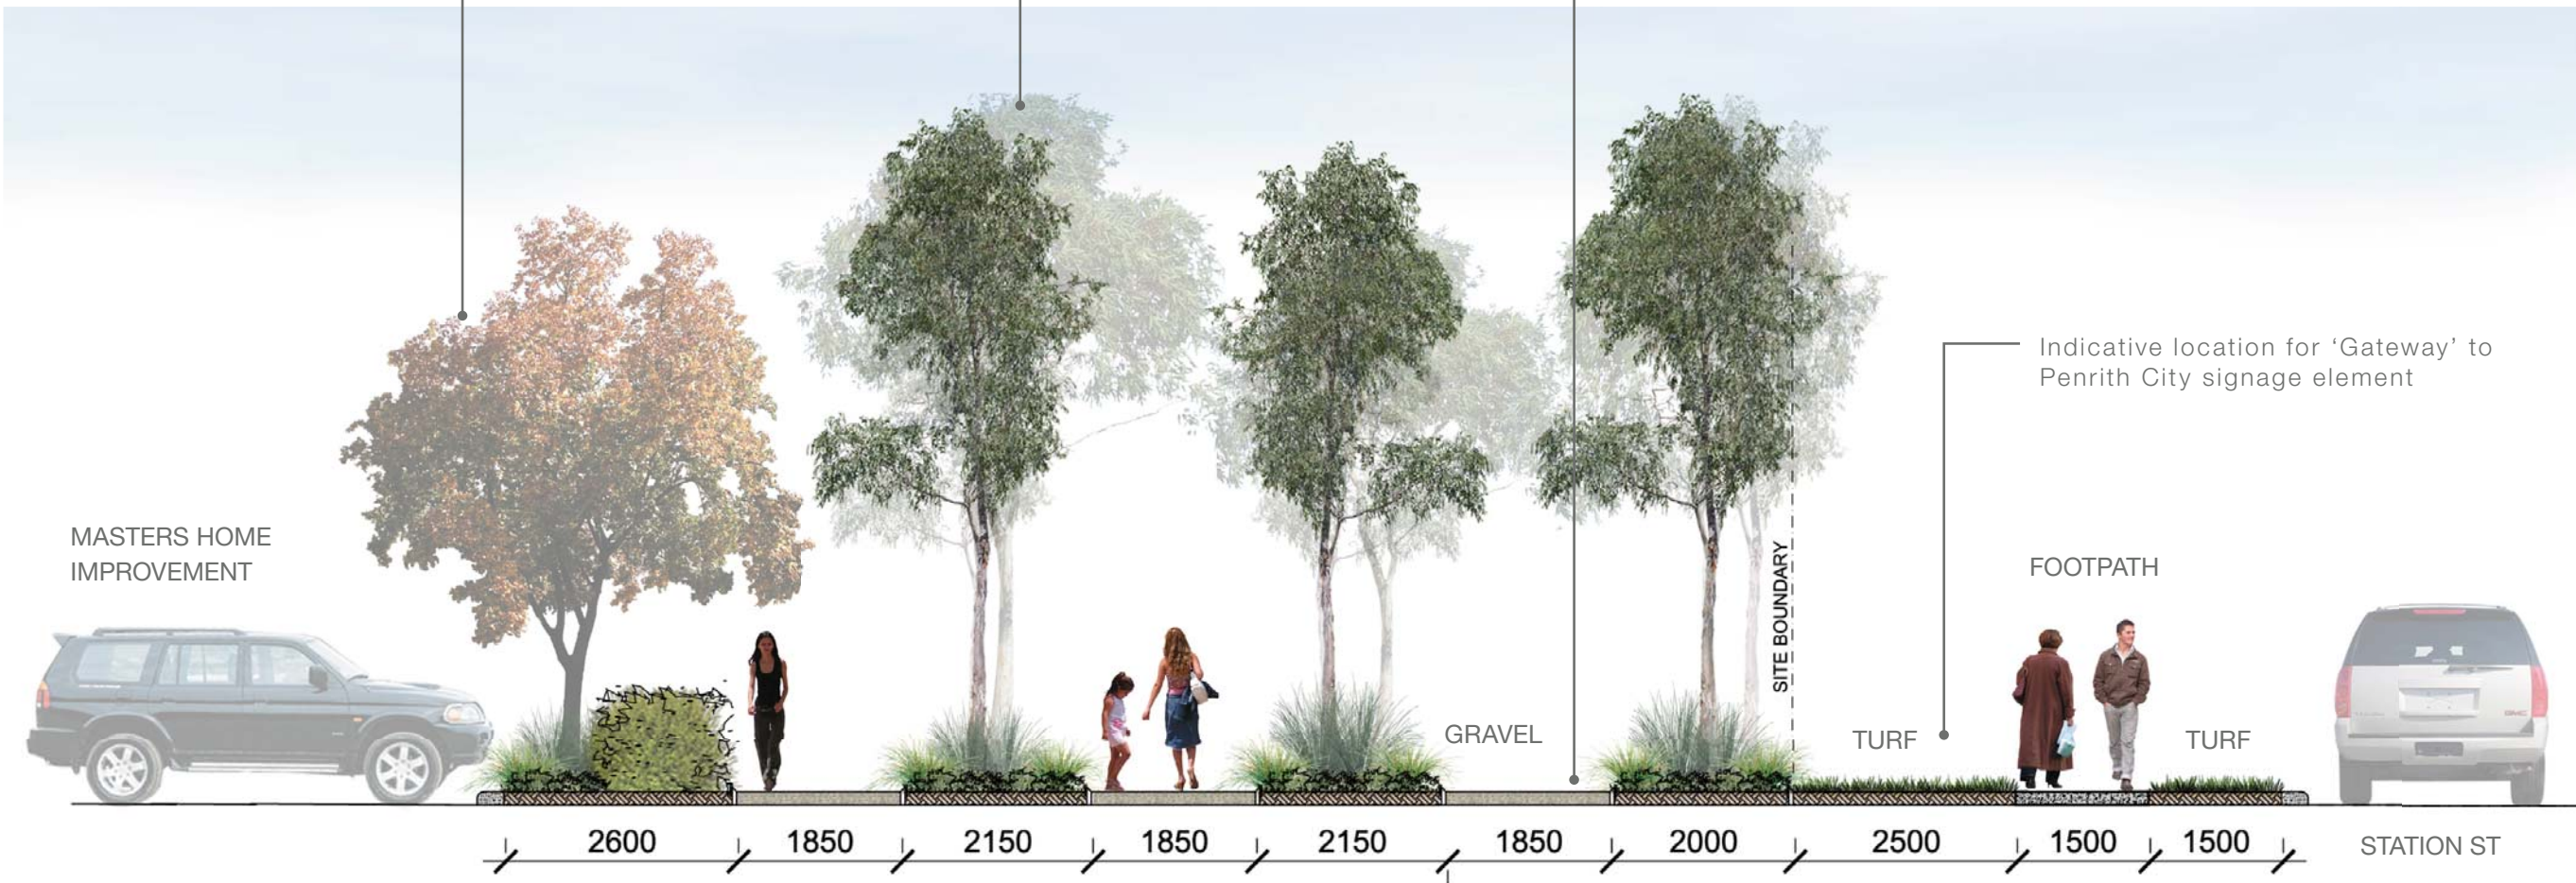 Indicative location for ‘Gateway’ to
Penrith City signage element
MASTERS HOME
IMPROVEMENT
SITE BOUNDARY
FOOTPATH
GRAVEL
TURF
TURF
GMC
2600
1850
2150
1850
2150
1850
2000
2500
1500
1500
STATION ST